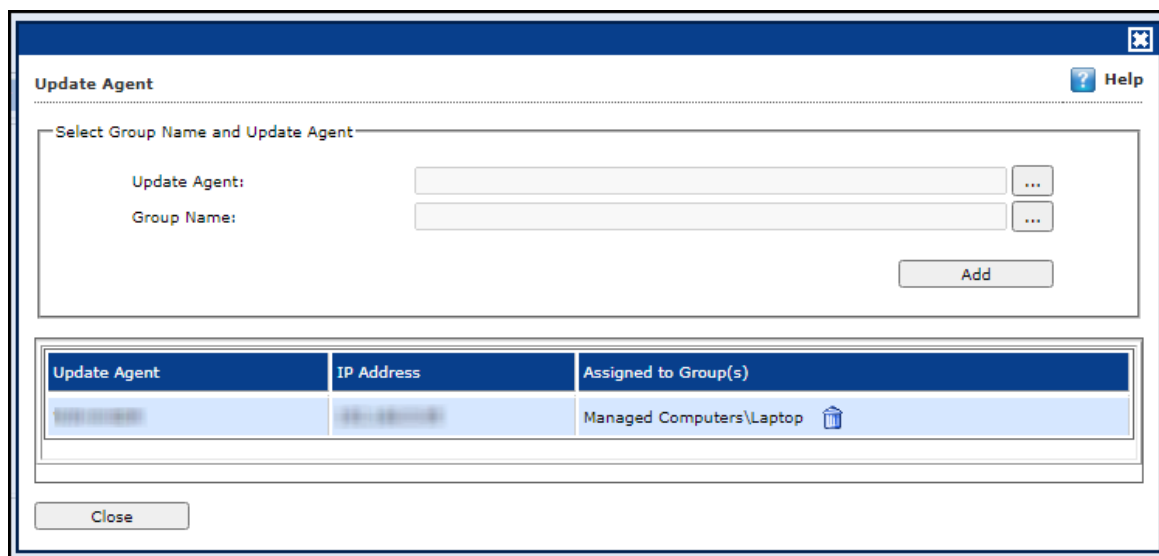 Update Agent
Help
Select Group Name and Update Agent
Update Agent:
...
Group Name:
...
Add
Update Agent IP Address Assigned to Group(s)
Managed Computers\Laptop
Close